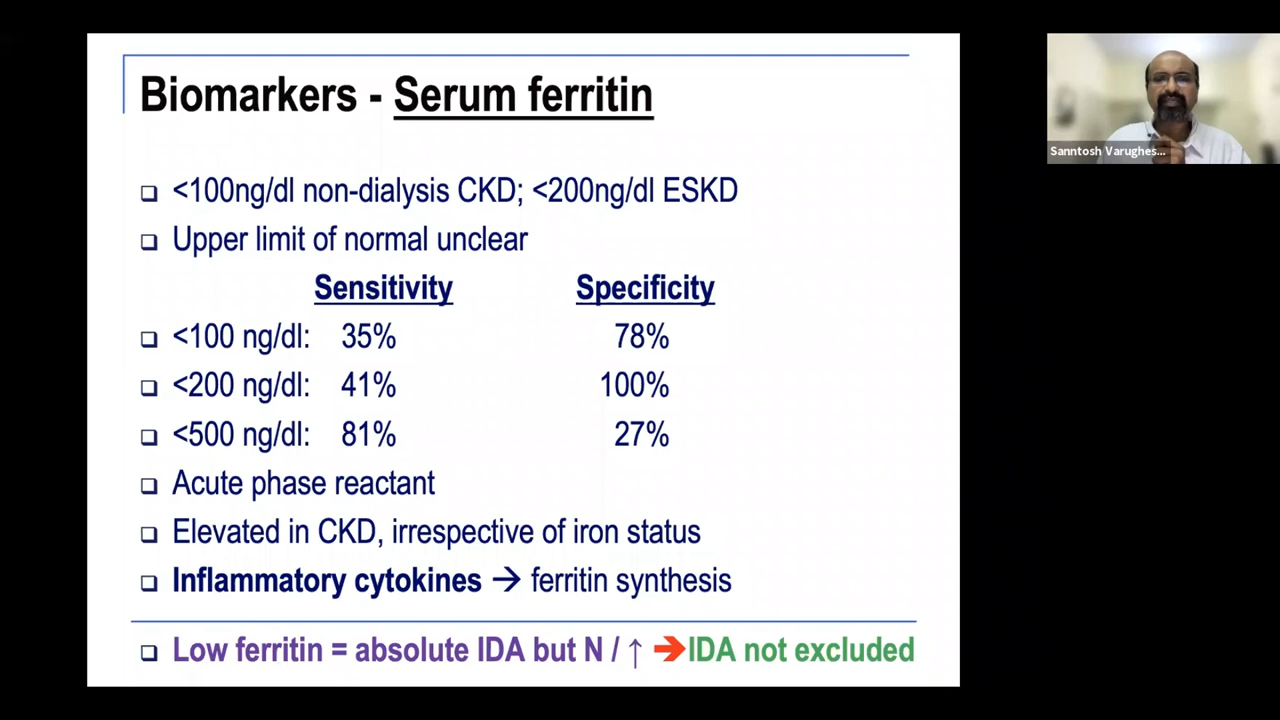 Biomarkers - Serum ferritin
<100ng/dl non-dialysis CKD; <200ng/dl ESKD
Upper limit of normal unclear
Sensitivity Specificity
<100 ng/dl: 35% 78%
<200 ng/dl: 41% 100%
<500 ng/dl: 81% 27%
Acute phase reactant
Elevated in CKD, irrespective of iron status
Inflammatory cytokines → ferritin synthesis
Low ferritin = absolute IDA but N / ↑ ➔IDA not excluded
Sanntosh Varughes...